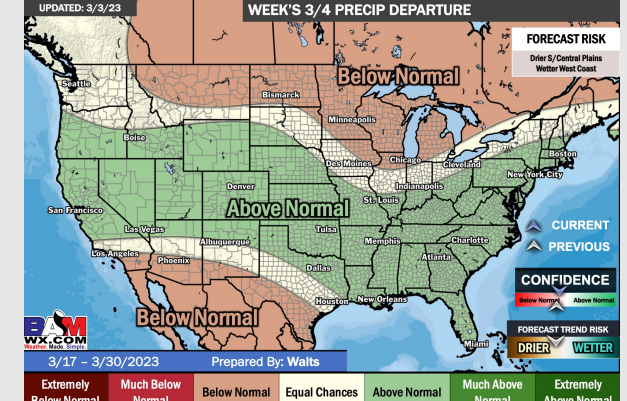 UPDATED: 3/3/23
WEEK'S 3/4 PRECIP DEPARTURE
FORECAST RISK
Drier S/Central Plains
Wetter West Coast
Below Normal
Seattle
Bismarck
Minneapolis
Boise
Des Moines
Chicago
Cleveland
Boston
New York City
Indianapolis
Denver
St. Louis
Above Normal
San Francisco
Las Vegas
Tulsa
Albuquerque
Memphis
Charlotte
Los Angeles
Phoenix
Atlanta
Dallas
Houston
New Orleans
Below Normal
Miami
CURRENT
PREVIOUS
CONFIDENCE
Below Normal
Above Normal
FORECAST TREND RISK
DRIER
WETTER
BAM
WX.COM
Weather. Made. Simple.
3/17 – 3/30/2023
Prepared By: Walts
Extremely
Below Normal
Much Below
Normal
Below Normal
Equal Chances
Above Normal
Much Above
Normal
Extremely
Above Normal